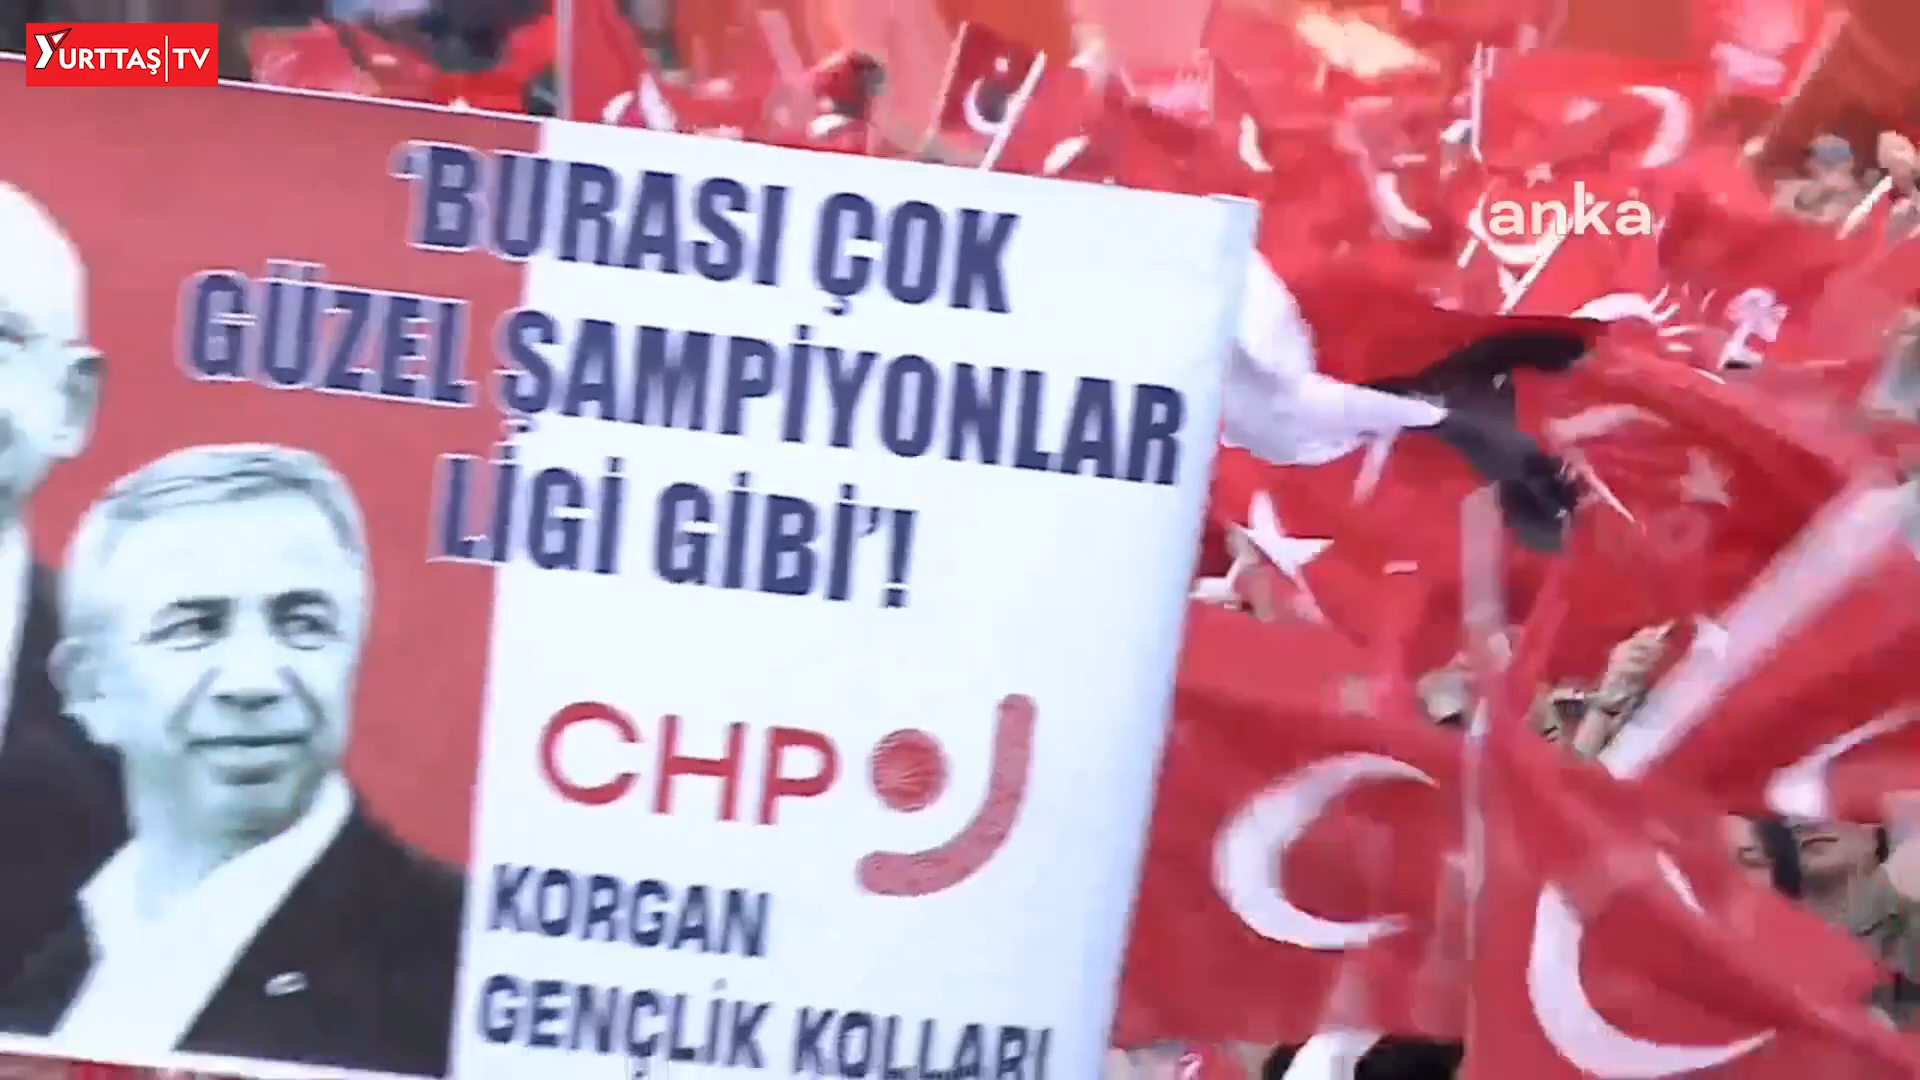 YURTTAŞ|TV
anka
'BURASI ÇOK
GÜZEL ŞAMPİYONLAR
LİGİ GİBİ'!
CHP
KORGAN
GENÇLİK KOLLARI